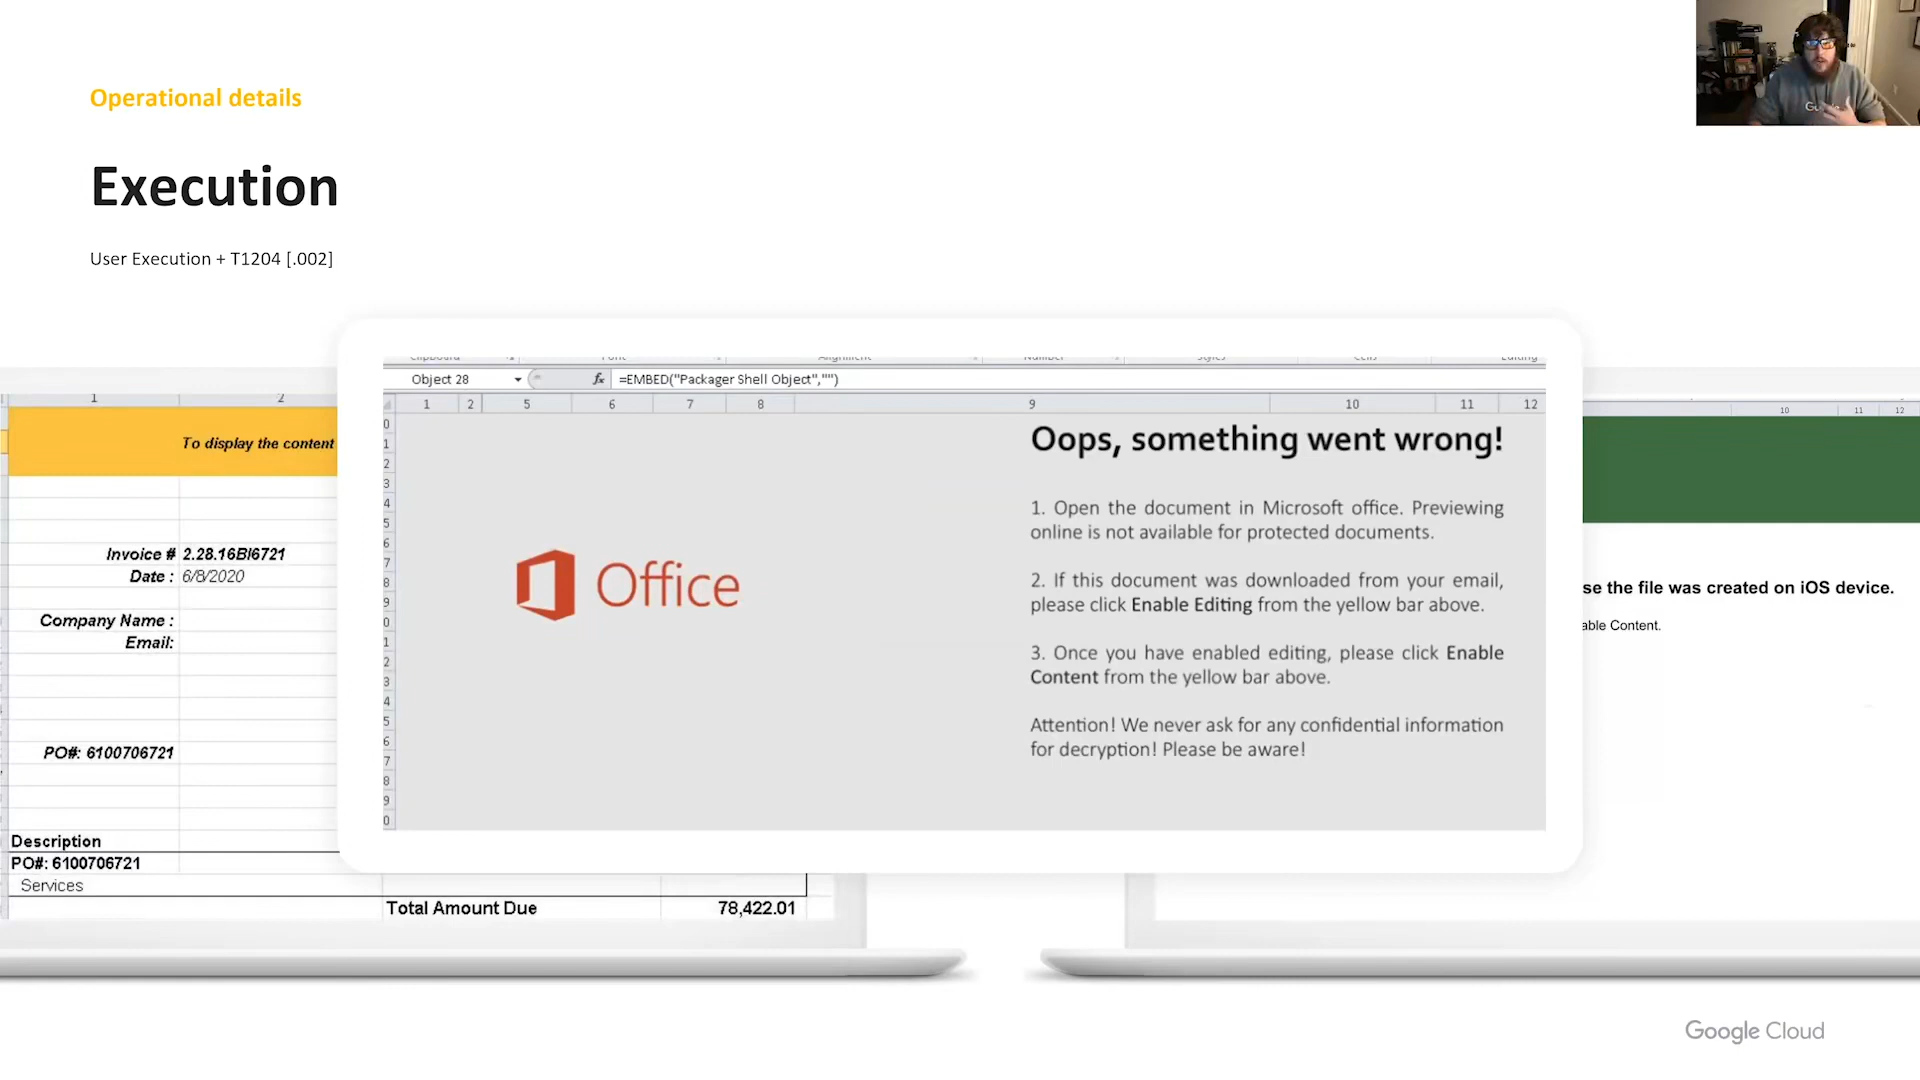 Operational details
Execution
User Execution + T1204 [.002]
Object 28
fx
=EMBED("Packager Shell Object","")
1 2 5 6 7 8 9 10 11 12
Oops, something went wrong!
1. Open the document in Microsoft office. Previewing
online is not available for protected documents.
2. If this document was downloaded from your email,
please click Enable Editing from the yellow bar above.
3. Once you have enabled editing, please click Enable
Content from the yellow bar above.
Attention! We never ask for any confidential information
for decryption! Please be aware!
Office
1 2
To display the content
Invoice # 2.28.16BI6721
Date : 6/8/2020
Company Name :
Email:
PO#: 6100706721
Description
PO#: 6100706721
Services
Total Amount Due 78,422.01
10 11 12
se the file was created on iOS device.
able Content.
Google Cloud